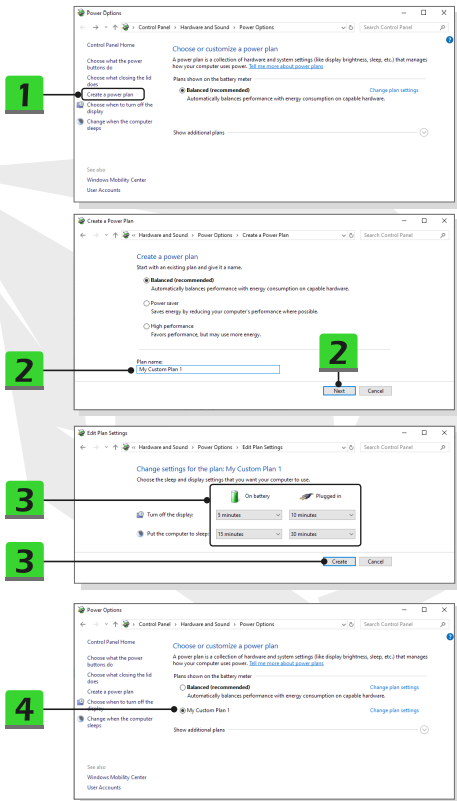 Power Options
Control Panel › Hardware and Sound › Power Options
Search Control Panel
Control Panel Home
Choose what the power
buttons do
Choose what closing the lid
does
Create a power plan
Choose when to turn off the
display
Change when the computer
sleeps
See also
Windows Mobility Center
User Accounts
Choose or customize a power plan
A power plan is a collection of hardware and system settings (like display brightness, sleep, etc.) that manages
how your computer uses power. Tell me more about power plans
Plans shown on the battery meter
Balanced (recommended) Change plan settings
Automatically balances performance with energy consumption on capable hardware.
Show additional plans
1
Create a Power Plan
« Hardware and Sound › Power Options › Create a Power Plan
Search Control Panel
Create a power plan
Start with an existing plan and give it a name.
Balanced (recommended)
Automatically balances performance with energy consumption on capable hardware.
Power saver
Saves energy by reducing your computer's performance where possible.
High performance
Favors performance, but may use more energy.
Plan name:
My Custom Plan 1
2
2
Next Cancel
Edit Plan Settings
« Hardware and Sound › Power Options › Edit Plan Settings
Search Control Panel
Change settings for the plan: My Custom Plan 1
Choose the sleep and display settings that you want your computer to use.
On battery Plugged in
Turn off the display: 5 minutes 10 minutes
Put the computer to sleep: 15 minutes 30 minutes
3
3
Create Cancel
Power Options
Control Panel › Hardware and Sound › Power Options
Search Control Panel
Control Panel Home
Choose what the power
buttons do
Choose what closing the lid
does
Create a power plan
Choose when to turn off the
display
Change when the computer
sleeps
See also
Windows Mobility Center
User Accounts
Choose or customize a power plan
A power plan is a collection of hardware and system settings (like display brightness, sleep, etc.) that manages
how your computer uses power. Tell me more about power plans
Plans shown on the battery meter
Balanced (recommended) Change plan settings
Automatically balances performance with energy consumption on capable hardware.
My Custom Plan 1 Change plan settings
Show additional plans
4